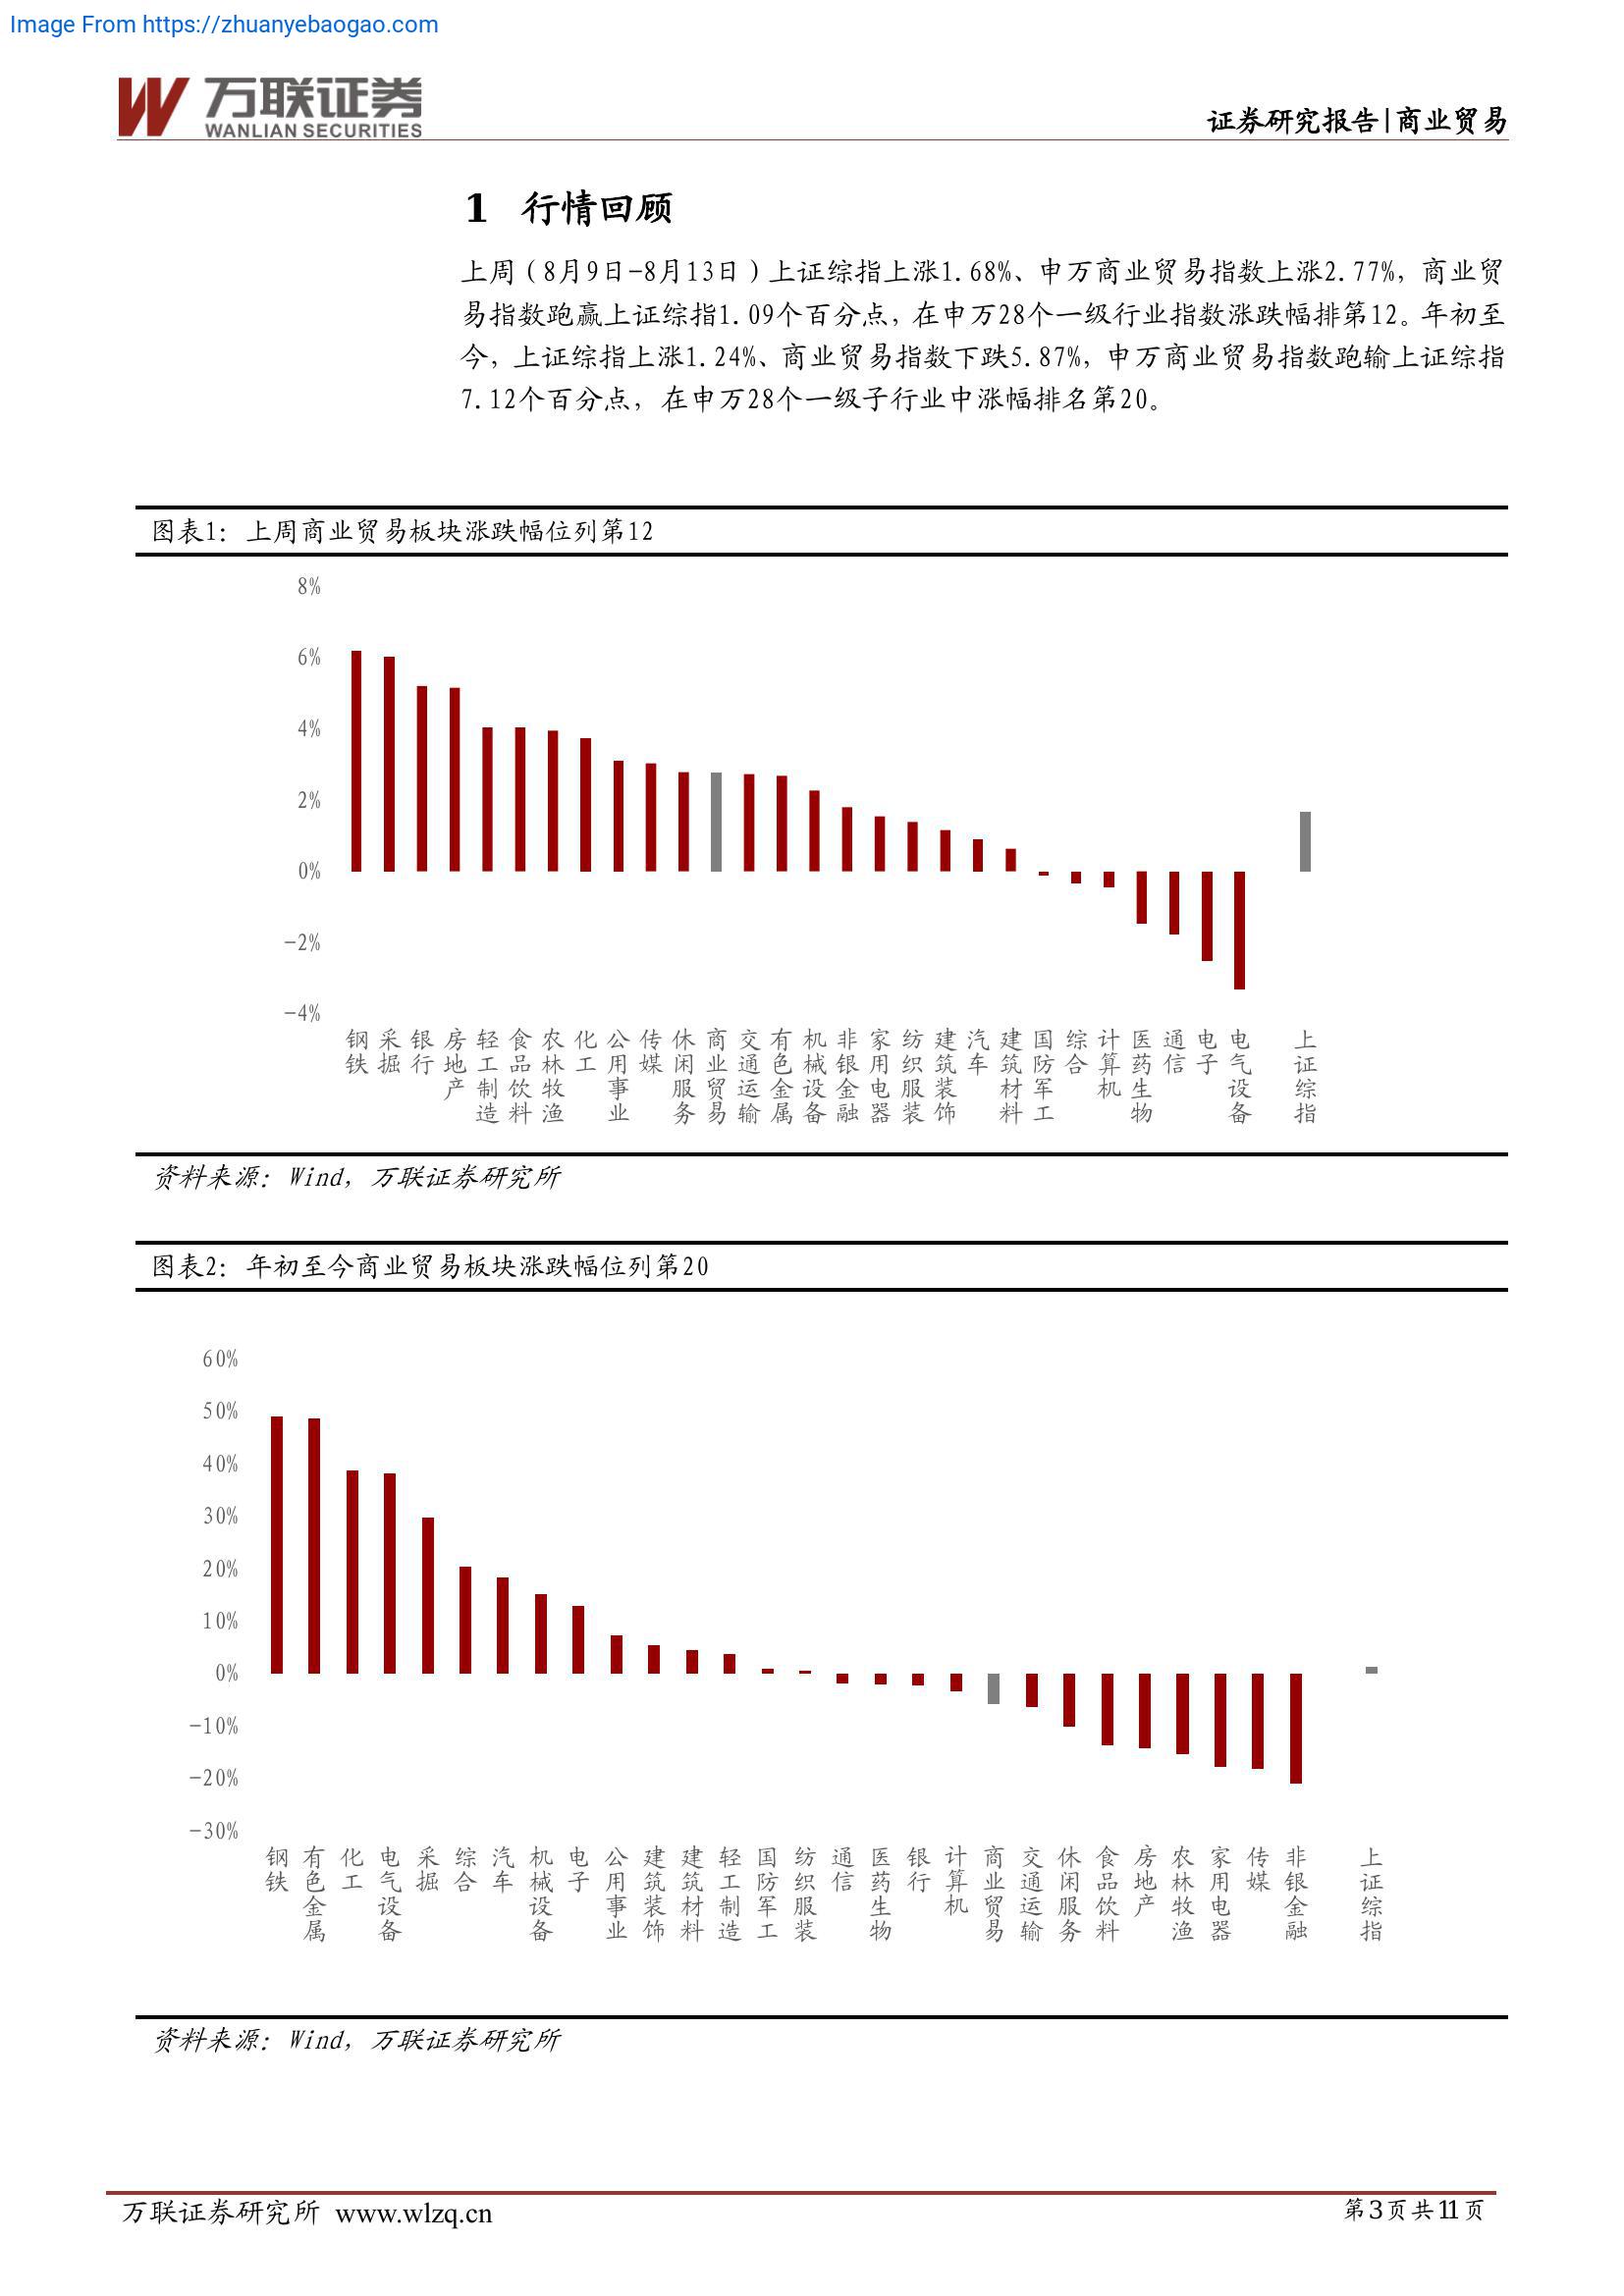 Image From https://zhuanyebaogao.com
万联证券
WANLIAN SECURITIES
证券研究报告|商业贸易
1 行情回顾
上周（8月9日-8月13日）上证综指上涨1.68%、申万商业贸易指数上涨2.77%，商业贸
易指数跑赢上证综指1.09个百分点，在申万28个一级行业指数涨跌幅排第12。年初至
今，上证综指上涨1.24%、商业贸易指数下跌5.87%，申万商业贸易指数跑输上证综指
7.12个百分点，在申万28个一级子行业中涨幅排名第20。
图表1：上周商业贸易板块涨跌幅位列第12
8%
6%
4%
2%
0%
-2%
-4%
钢铁
采掘
银行
房地产
轻工制造
食品饮料
农林牧渔
化工
公用事业
传媒
休闲服务
商业贸易
交通运输
有色金属
机械设备
非银金融
家用电器
纺织服装
建筑装饰
汽车
建筑材料
国防军工
综合
计算机
医药生物
通信
电子
电气设备
上证综指
资料来源：Wind，万联证券研究所
图表2：年初至今商业贸易板块涨跌幅位列第20
60%
50%
40%
30%
20%
10%
0%
-10%
-20%
-30%
钢铁
有色金属
化工
电气设备
采掘
综合
汽车
机械设备
电子
公用事业
建筑装饰
建筑材料
轻工制造
国防军工
纺织服装
通信
医药生物
银行
计算机
商业贸易
交通运输
休闲服务
食品饮料
房地产
农林牧渔
家用电器
传媒
非银金融
上证综指
资料来源：Wind，万联证券研究所
万联证券研究所 www.wlzq.cn
第3页共11页